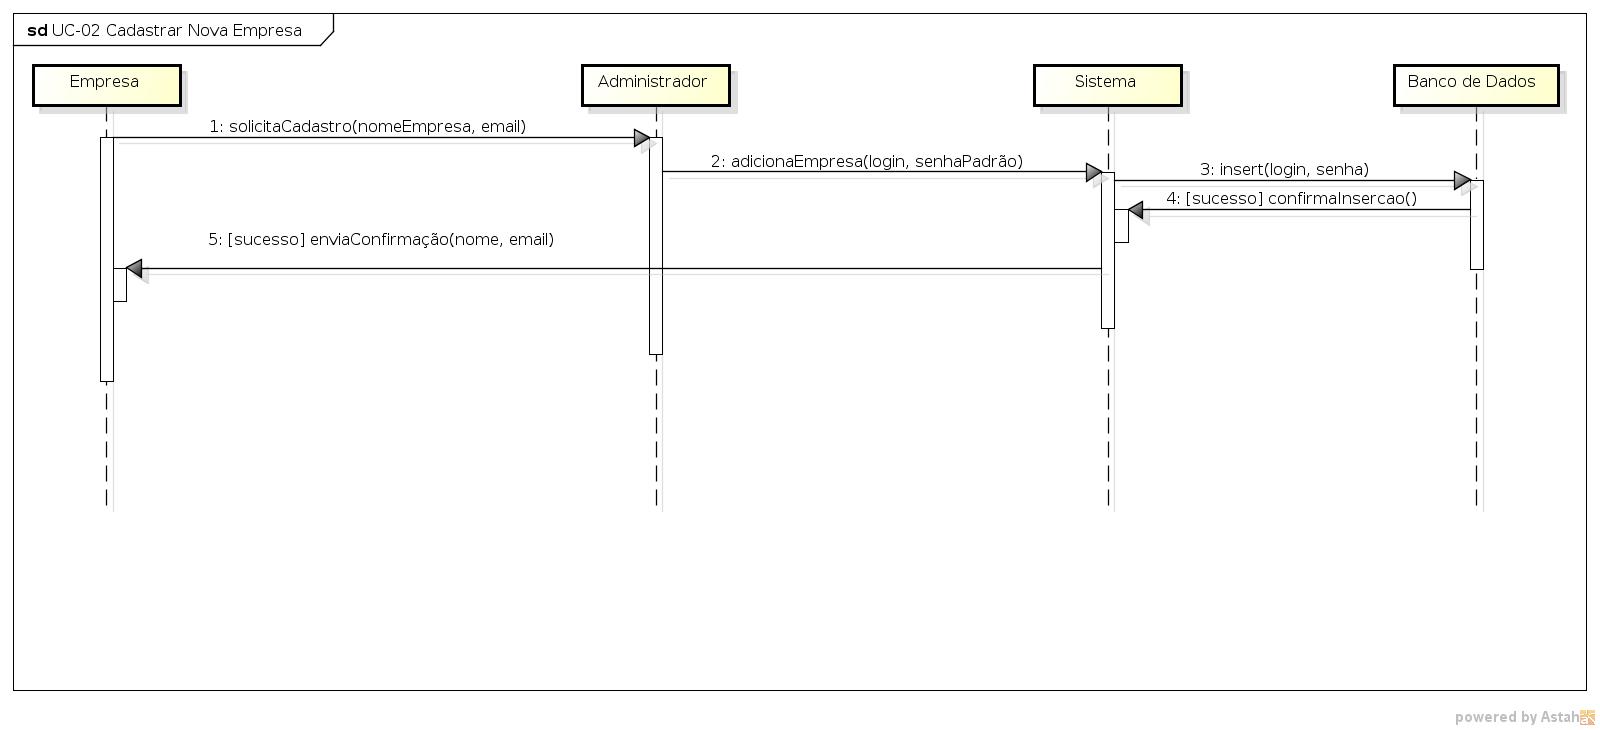 sd UC-02 Cadastrar Nova Empresa
Empresa
Administrador
Sistema
Banco de Dados
1: solicitaCadastro(nomeEmpresa, email)
2: adicionaEmpresa(login, senhaPadrão)
3: insert(login, senha)
4: [sucesso] confirmaInsercao()
5: [sucesso] enviaConfirmação(nome, email)
powered by Astah